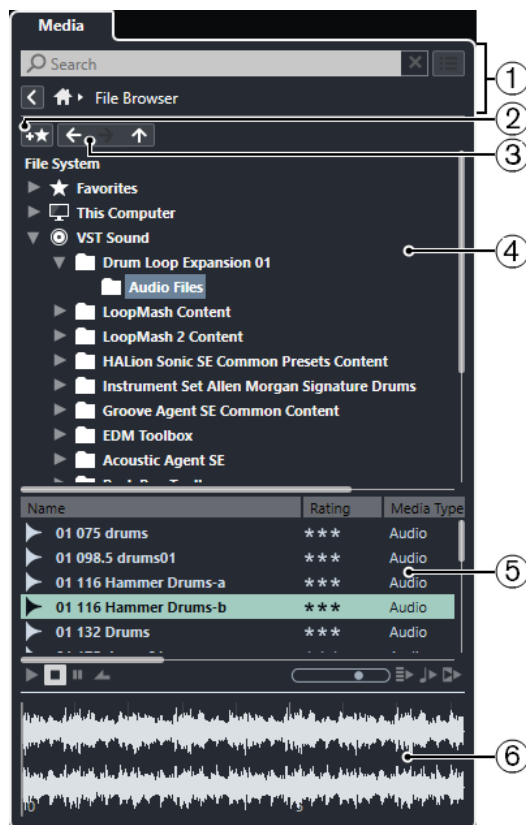 Media
Search
File Browser
1
2
3
File System
Favorites
This Computer
VST Sound
4
Drum Loop Expansion 01
Audio Files
LoopMash Content
LoopMash 2 Content
HALion Sonic SE Common Presets Content
Instrument Set Allen Morgan Signature Drums
Groove Agent SE Common Content
EDM Toolbox
Acoustic Agent SE
Name Rating Media Type
01 075 drums *** Audio
01 098.5 drums01 *** Audio
5
01 116 Hammer Drums-a *** Audio
01 116 Hammer Drums-b *** Audio
01 132 Drums *** Audio
6
0